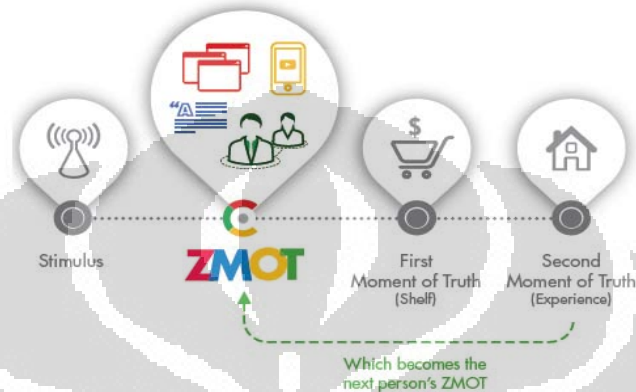 “A
$
Stimulus
ZMOT
First
Moment of Truth
(Shelf)
Second
Moment of Truth
(Experience)
Which becomes the
next person's ZMOT